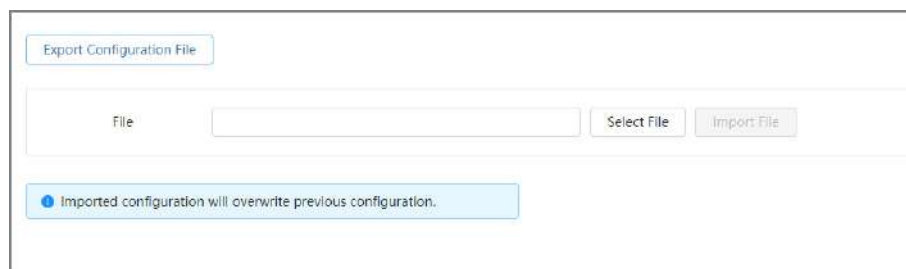 Export Configuration File
File Select File Import File
Imported configuration will overwrite previous configuration.